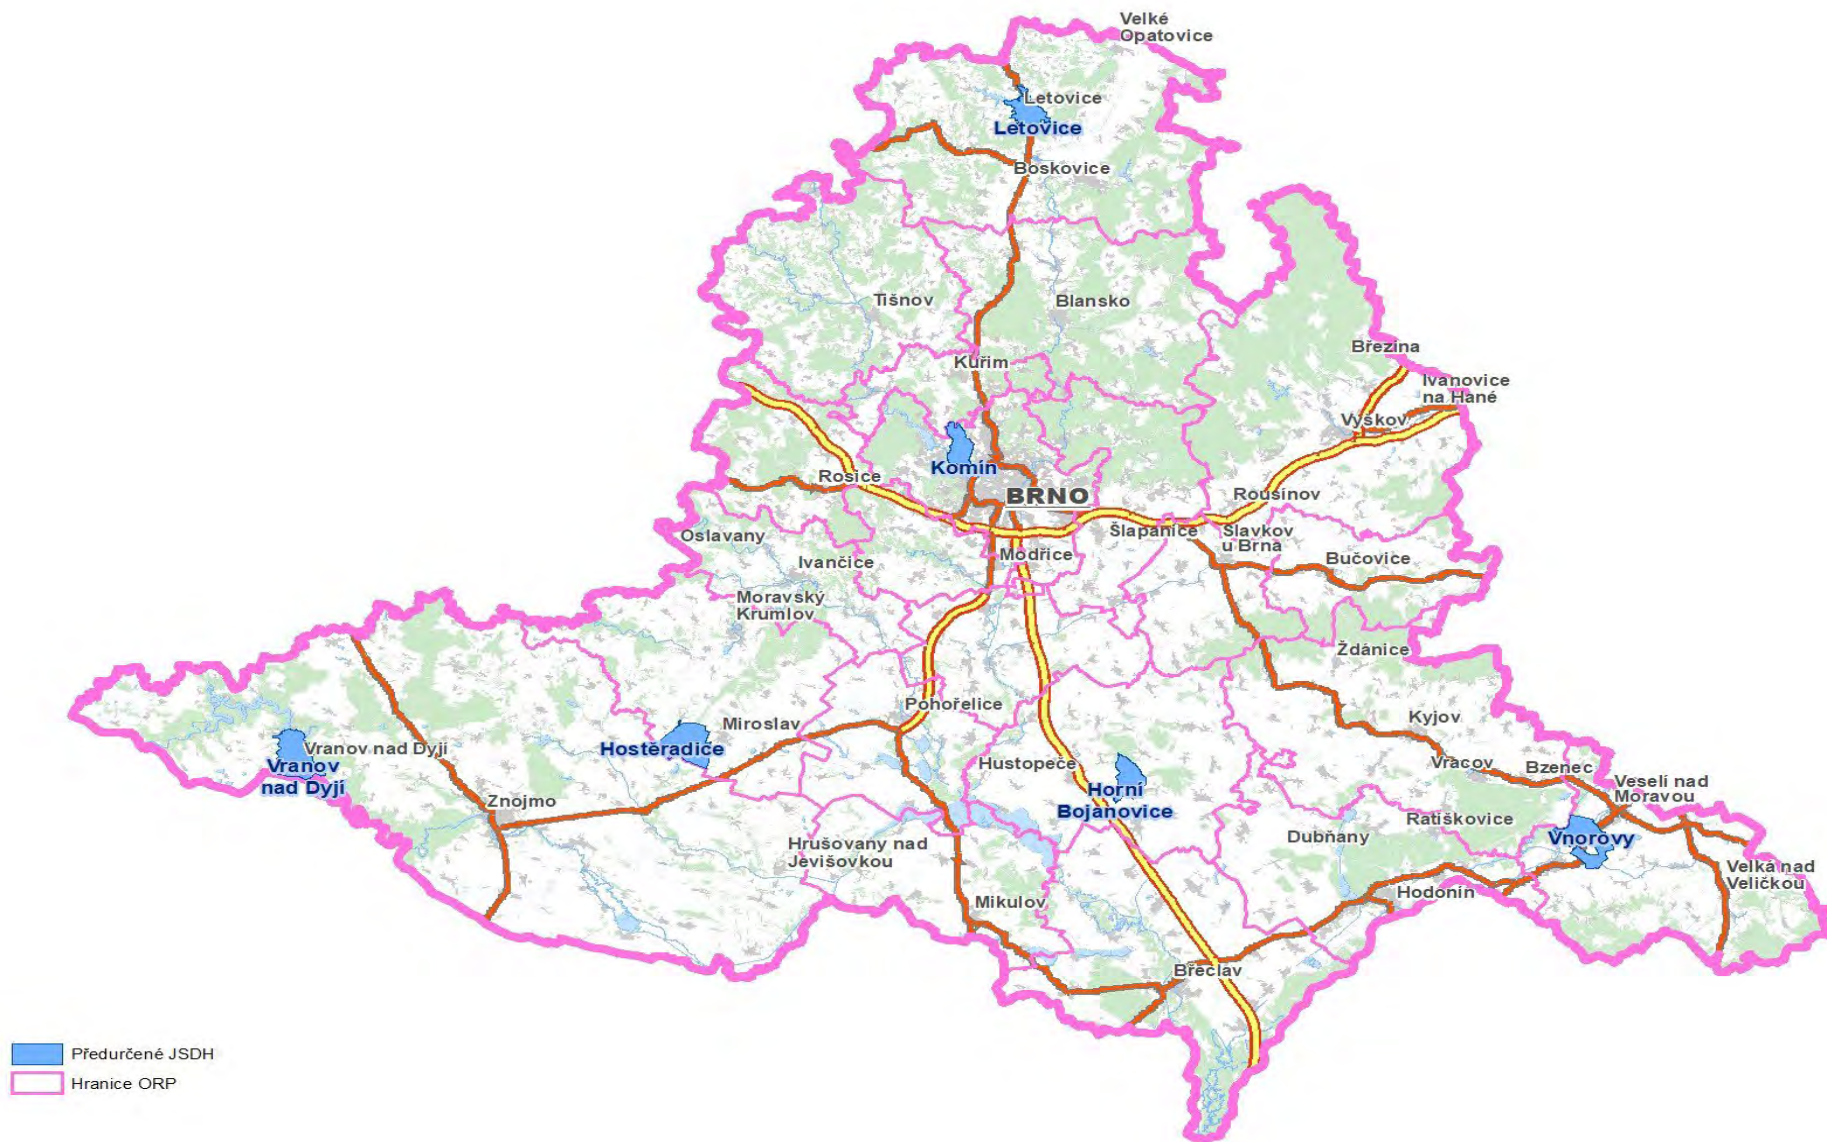 Velké
Opatovice
Letovice
Letovice
Boskovice
Tišnov
Blansko
Kuřim
Březina
Ivanovice
na Hané
Vyškov
Komín
Rosice
BRNO
Rousínov
Oslavany
Šlapanice
Slavkov
u Brna
Ivančice
Modřice
Bučovice
Moravský
Krumlov
Ždánice
Pohořelice
Miroslav
Kyjov
Hostěradice
Vranov nad Dyjí
Vranov
nad Dyjí
Hustopeče
Horní
Bojanovice
Vracov
Bzenec
Veselí nad
Moravou
Znojmo
Ratíškovice
Dubňany
Vnorovy
Hrušovany nad
Jevišovkou
Velká nad
Veličkou
Hodonín
Mikulov
Břeclav
Předurčené JSDH
Hranice ORP